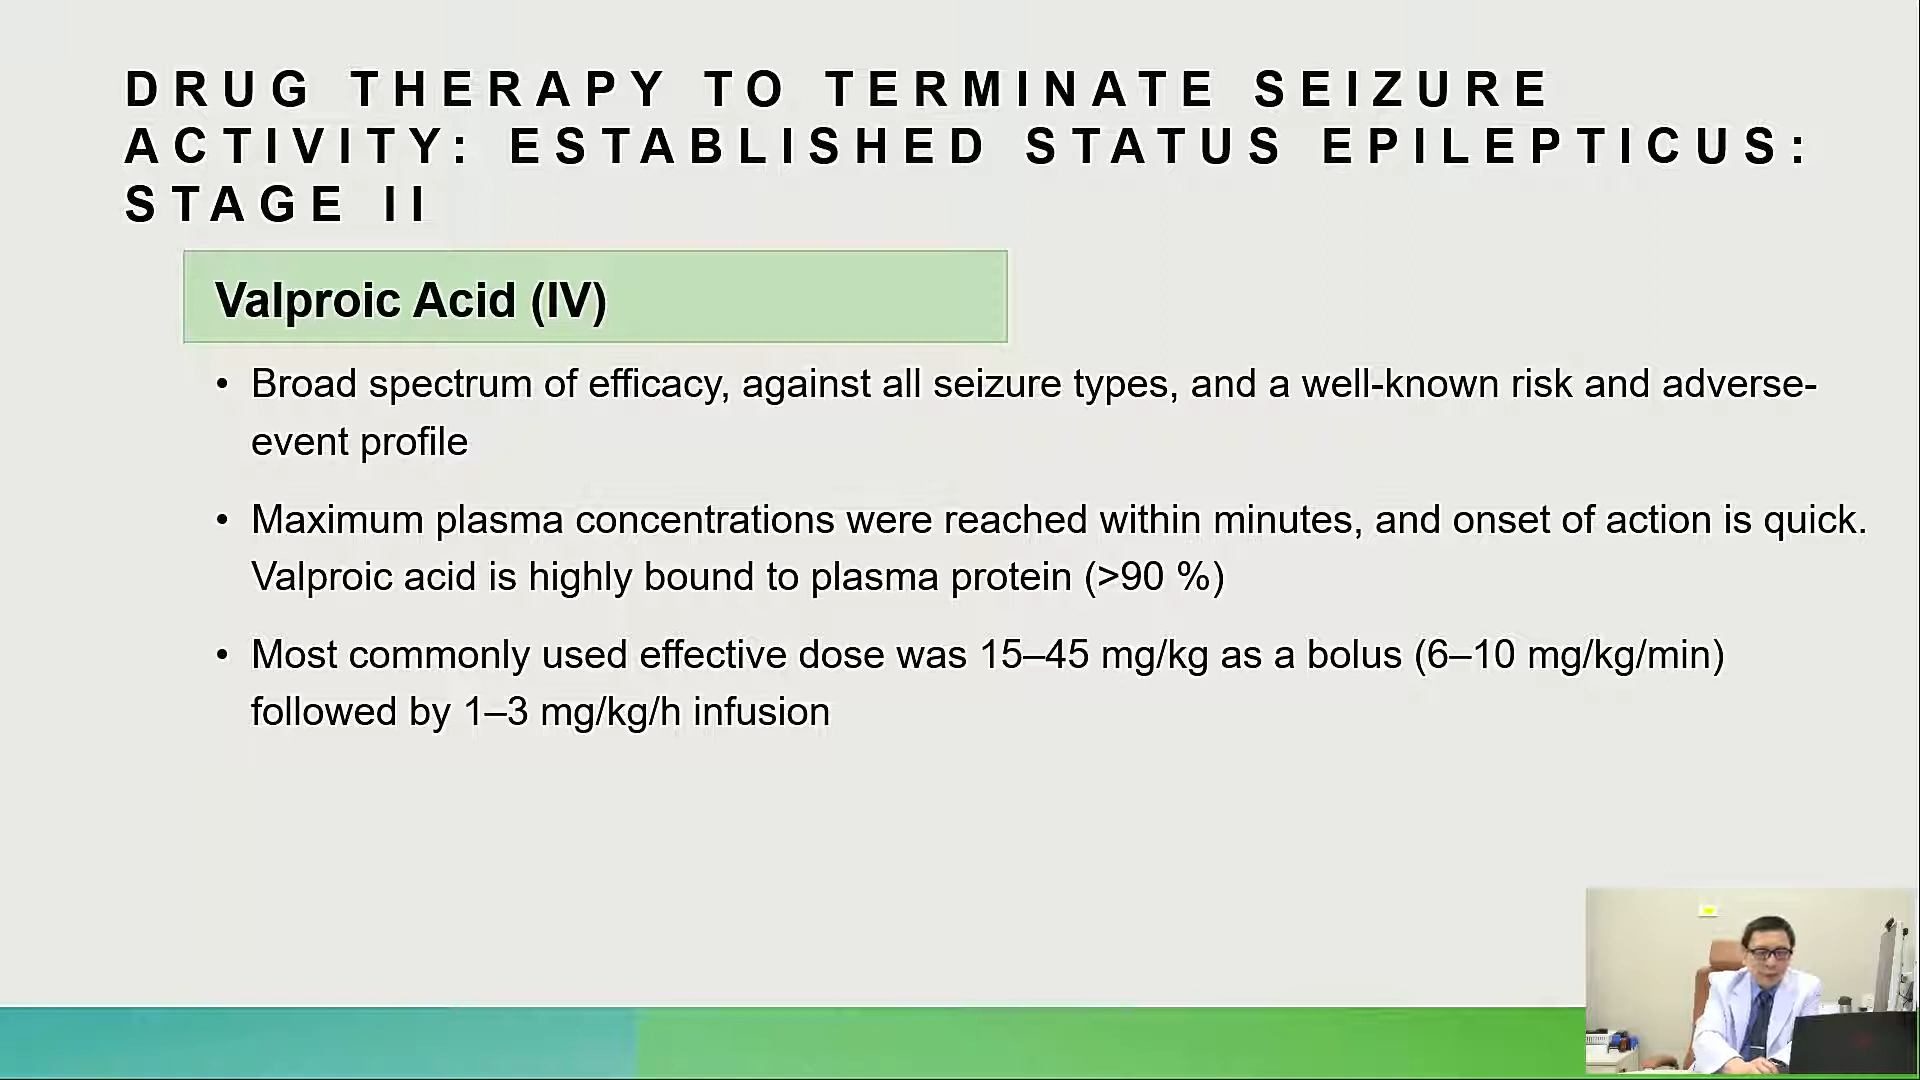 DRUG THERAPY TO TERMINATE SEIZURE
ACTIVITY: ESTABLISHED STATUS EPILEPTICUS:
STAGE II
Valproic Acid (IV)
• Broad spectrum of efficacy, against all seizure types, and a well-known risk and adverse-
event profile
• Maximum plasma concentrations were reached within minutes, and onset of action is quick.
Valproic acid is highly bound to plasma protein (>90 %)
• Most commonly used effective dose was 15–45 mg/kg as a bolus (6–10 mg/kg/min)
followed by 1–3 mg/kg/h infusion